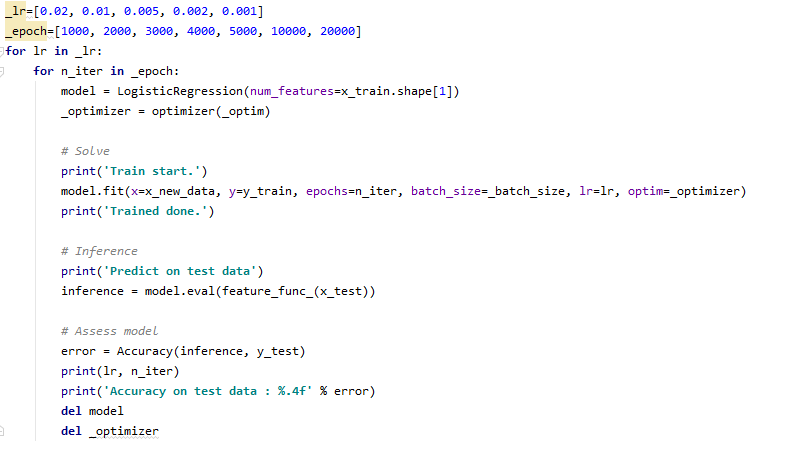 _lr=[0.02, 0.01, 0.005, 0.002, 0.001]
_epoch=[1000, 2000, 3000, 4000, 5000, 10000, 20000]
for lr in _lr:
    for n_iter in _epoch:
        model = LogisticRegression(num_features=x_train.shape[1])
        _optimizer = optimizer(_optim)

        # Solve
        print('Train start.')
        model.fit(x=x_new_data, y=y_train, epochs=n_iter, batch_size=_batch_size, lr=lr, optim=_optimizer)
        print('Trained done.')

        # Inference
        print('Predict on test data')
        inference = model.eval(feature_func_(x_test))

        # Assess model
        error = Accuracy(inference, y_test)
        print(lr, n_iter)
        print('Accuracy on test data : %.4f' % error)
        del model
        del _optimizer